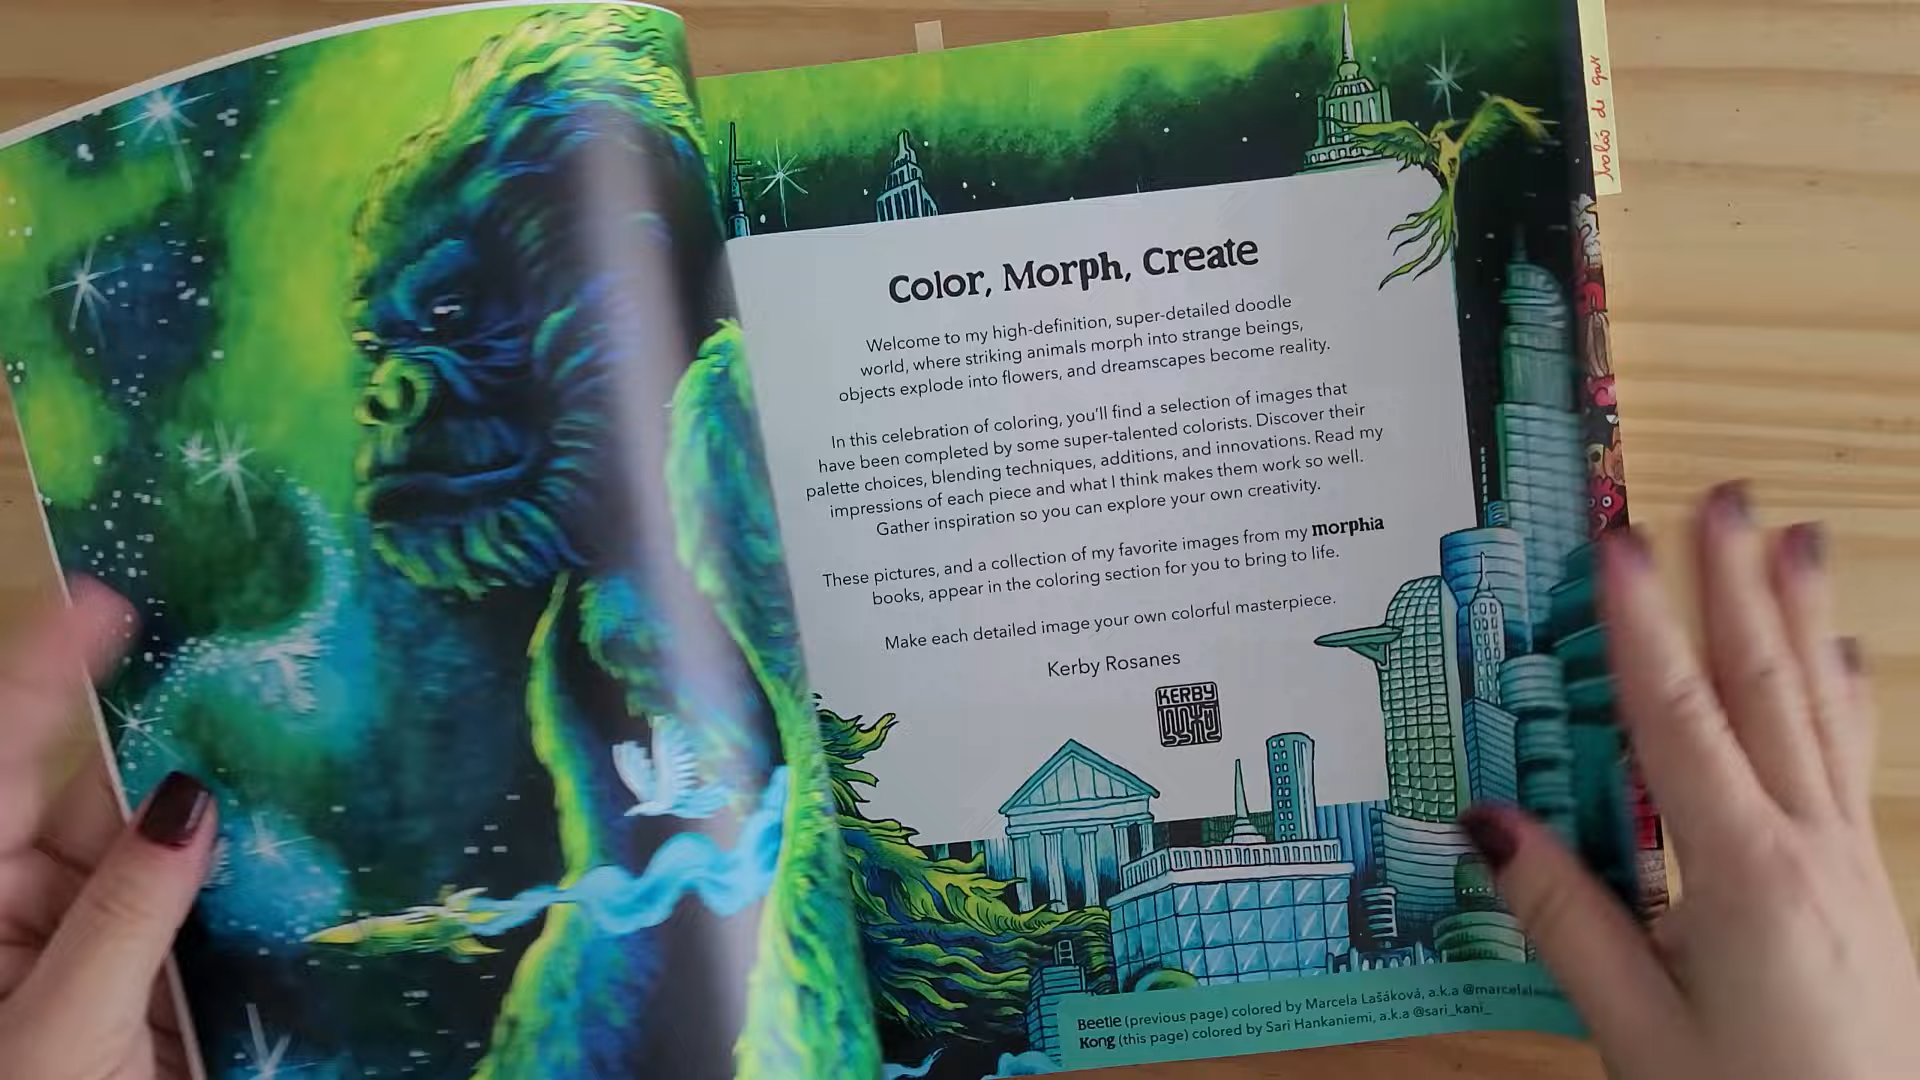 Color, Morph, Create
Welcome to my high-definition, super-detailed doodle
world, where striking animals morph into strange beings,
objects explode into flowers, and dreamscapes become reality.
In this celebration of coloring, you'll find a selection of images that
have been completed by some super-talented colorists. Discover their
palette choices, blending techniques, additions, and innovations. Read my
impressions of each piece and what I think makes them work so well.
Gather inspiration so you can explore your own creativity.
These pictures, and a collection of my favorite images from my morphia
books, appear in the coloring section for you to bring to life.
Make each detailed image your own colorful masterpiece.
Kerby Rosanes
KERBY
Beetle (previous page) colored by Marcela Lašáková, a.k.a
Kong (this page) colored by Sari Hankaniemi, a.k.a @sari_kani_
de